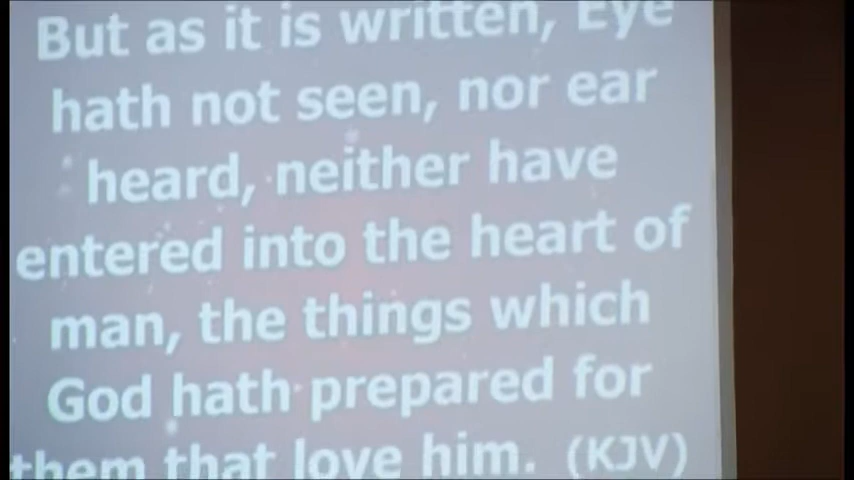 But as it is written, Eye
hath not seen, nor ear
heard, neither have
entered into the heart of
man, the things which
God hath prepared for
them that love him. (KJV)